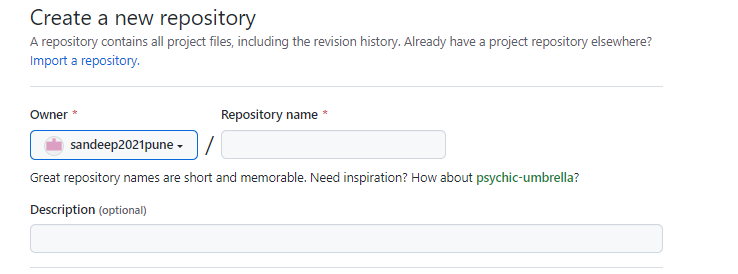 Create a new repository
A repository contains all project files, including the revision history. Already have a project repository elsewhere?
Import a repository.
Owner *
Repository name *
sandeep2021pune
/
Great repository names are short and memorable. Need inspiration? How about psychic-umbrella?
Description (optional)